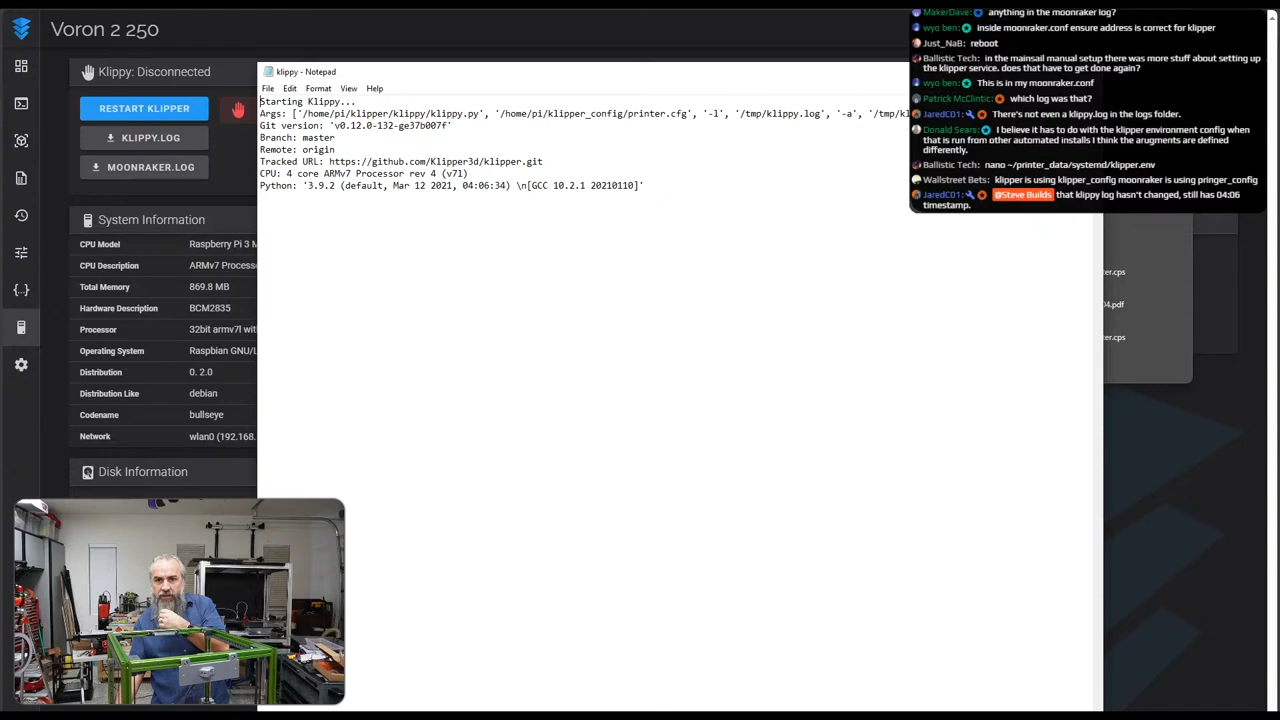 Voron 2 250
Klippy: Disconnected
RESTART KLIPPER
KLIPPY.LOG
MOONRAKER.LOG
System Information
CPU Model Raspberry Pi 3 M
CPU Description ARMv7 Process
Total Memory 869.8 MB
Hardware Description BCM2835
Processor 32bit armv7l wit
Operating System Raspbian GNU/L
Distribution 0. 2.0
Distribution Like debian
Codename bullseye
Network wlan0 (192.168.
Disk Information
klippy - Notepad
File Edit Format View Help
Starting Klippy...
Args: ['/home/pi/klipper/klippy/klippy.py', '/home/pi/klipper_config/printer.cfg', '-l', '/tmp/klippy.log', '-a', '/tmp/kl
Git version: 'v0.12.0-132-ge37b007f'
Branch: master
Remote: origin
Tracked URL: https://github.com/Klipper3d/klipper.git
CPU: 4 core ARMv7 Processor rev 4 (v7l)
Python: '3.9.2 (default, Mar 12 2021, 04:06:34) \n[GCC 10.2.1 20210110]'
MakerDave: anything in the moonraker log?
wyo ben: inside moonraker.conf ensure address is correct for klipper
Just_NaB: reboot
Ballistic Tech: in the mainsail manual setup there was more stuff about setting up
the klipper service. does that have to get done again?
wyo ben: This is in my moonraker.conf
Patrick McClintic: which log was that?
JaredC01: There's not even a klippy.log in the logs folder.
Donald Sears: I believe it has to do with the klipper environment config when
that is run from other automated installs I think the arugments are defined
differently.
Ballistic Tech: nano ~/printer_data/systemd/klipper.env
Wallstreet Bets: klipper is using klipper_config moonraker is using pringer_config
JaredC01: @Steve Builds that klippy log hasn't changed, still has 04:06
timestamp.
ter.cps
04.pdf
ter.cps